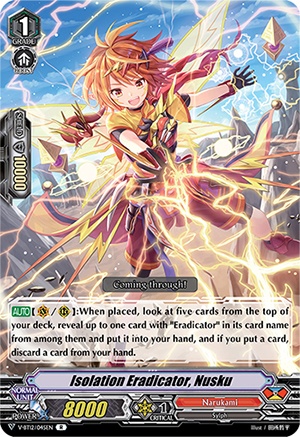 1
GRADE
BOOST
10000
Coming through!
AUTO[ ]:When placed, look at five cards from the top of
your deck, reveal up to one card with "Eradicator" in its card name
from among them and put it into your hand, and if you put a card,
discard a card from your hand.
Isolation Eradicator, Nusku
NORMAL
UNIT
Narukami
POWER
8000
1
CRITICAL
Sylph
V-BT12/045EN R